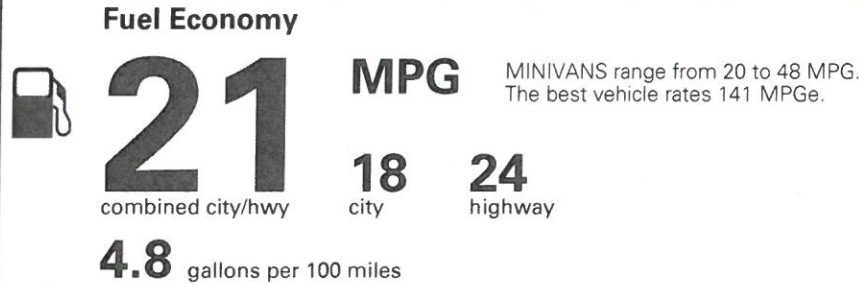 Fuel Economy
21 MPG
MINIVANS range from 20 to 48 MPG.
The best vehicle rates 141 MPGe.
combined city/hwy
18 city
24 highway
4.8 gallons per 100 miles